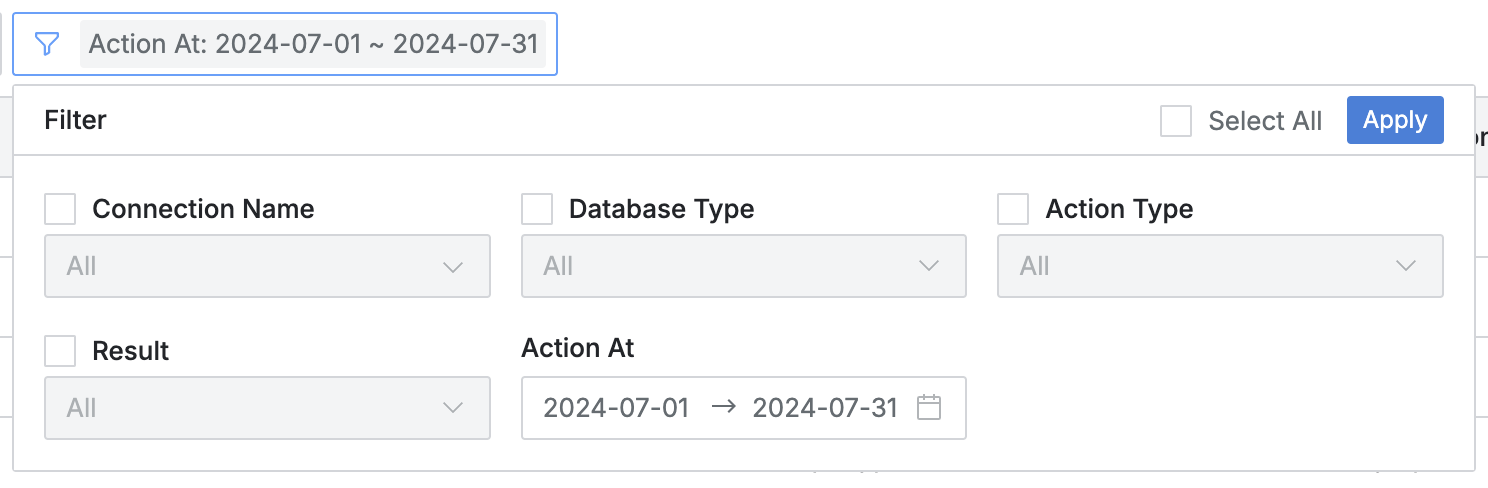 Action At: 2024-07-01 ~ 2024-07-31
Filter
Select All
Apply
Connection Name
Database Type
Action Type
All
All
All
Result
Action At
All
2024-07-01 → 2024-07-31